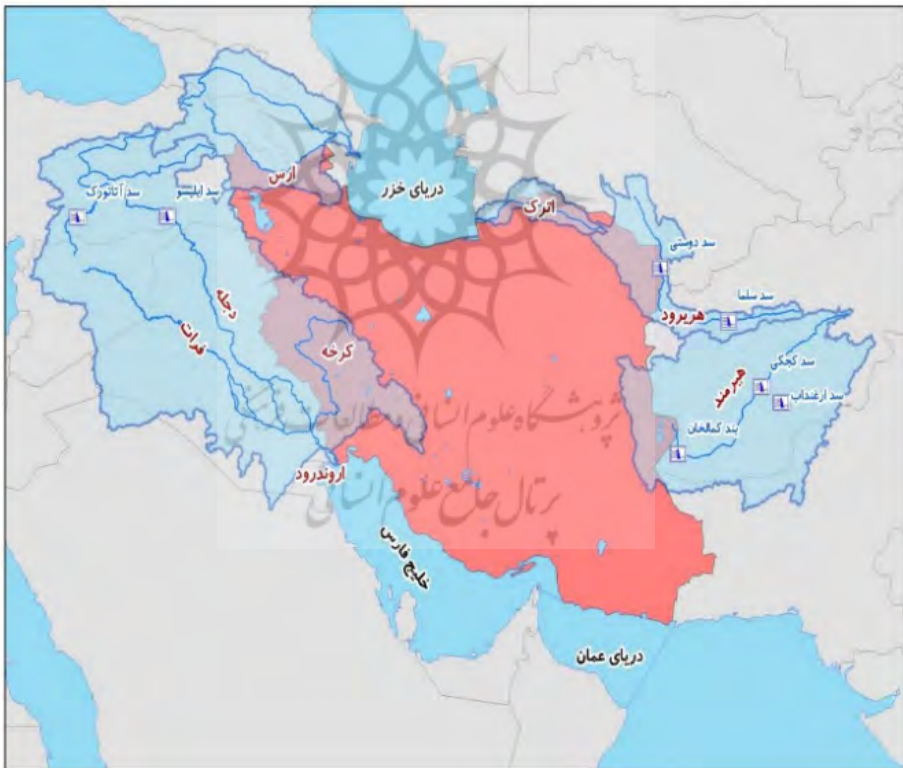 دریای خزر
ارس
اترک
سد آتاتورک
سد ایلیسو
سد دوستی
دجله
فرات
سد سلما
هریرود
کرخه
سد کجکی
هیرمند
سد ارغنداب
بند کمالخان
پژوهشگاه علوم انسانی و مطالعات فرهنگی
اروندرود
پرتال جامع علوم انسانی
خلیج فارس
دریای عمان